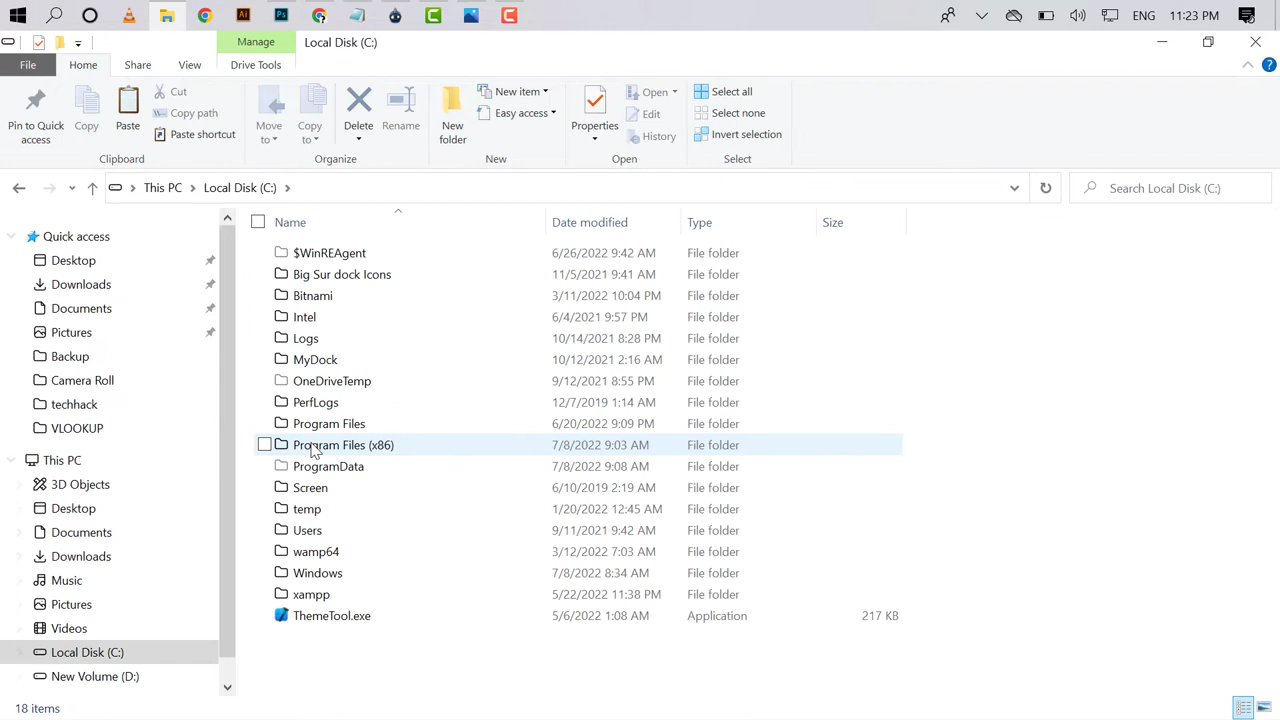 ENG 11:23 PM
Manage Local Disk (C:)
File Home Share View Drive Tools
Pin to Quick access
Copy
Paste
Cut
Copy path
Paste shortcut
Clipboard
Move to
Copy to
Delete
Rename
Organize
New folder
New item
Easy access
New
Properties
Open
Edit
History
Open
Select all
Select none
Invert selection
Select
This PC Local Disk (C:)
Search Local Disk (C:)
Quick access
Desktop
Downloads
Documents
Pictures
Backup
Camera Roll
techhack
VLOOKUP
This PC
3D Objects
Desktop
Documents
Downloads
Music
Pictures
Videos
Local Disk (C:)
New Volume (D:)
Name Date modified Type Size
$WinREAgent 6/26/2022 9:42 AM File folder
Big Sur dock Icons 11/5/2021 9:41 AM File folder
Bitnami 3/11/2022 10:04 PM File folder
Intel 6/4/2021 9:57 PM File folder
Logs 10/14/2021 8:28 PM File folder
MyDock 10/12/2021 2:16 AM File folder
OneDriveTemp 9/12/2021 8:55 PM File folder
PerfLogs 12/7/2019 1:14 AM File folder
Program Files 6/20/2022 9:09 PM File folder
Program Files (x86) 7/8/2022 9:03 AM File folder
ProgramData 7/8/2022 9:08 AM File folder
Screen 6/10/2019 2:19 AM File folder
temp 1/20/2022 12:45 AM File folder
Users 9/11/2021 9:42 AM File folder
wamp64 3/12/2022 7:03 AM File folder
Windows 7/8/2022 8:34 AM File folder
xampp 5/22/2022 11:38 PM File folder
ThemeTool.exe 5/6/2022 1:08 AM Application 217 KB
18 items